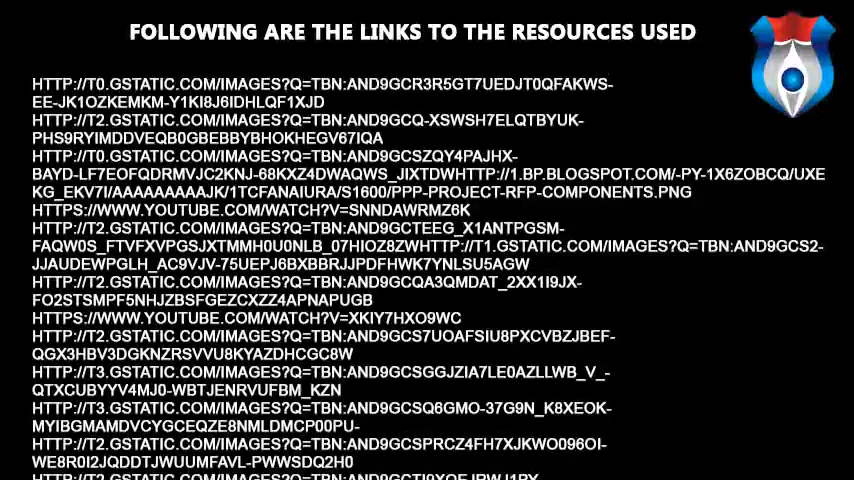 FOLLOWING ARE THE LINKS TO THE RESOURCES USED
HTTP://T0.GSTATIC.COM/IMAGES?Q=TBN:AND9GCR3R5GT7UEDJT0QFAKWS-
EE-JK1OZKEMKM-Y1KI8J6IDHLQF1XJD
HTTP://T2.GSTATIC.COM/IMAGES?Q=TBN:AND9GCQ-XSWSH7ELQTBYUK-
PHS9RYIMDDVEQB0GBEBBYBHOKHEGV67IQA
HTTP://T0.GSTATIC.COM/IMAGES?Q=TBN:AND9GCSZQY4PAJHX-
BAYD-LF7EOFQDRMVJC2KNJ-68KXZ4DWAQWS_JIXTDWHTTP://1.BP.BLOGSPOT.COM/-PY-1X6ZOBCQ/UXE
KG_EKV7I/AAAAAAAAAJK/1TCFANAIURA/S1600/PPP-PROJECT-RFP-COMPONENTS.PNG
HTTPS://WWW.YOUTUBE.COM/WATCH?V=SNNDAWRMZ6K
HTTP://T2.GSTATIC.COM/IMAGES?Q=TBN:AND9GCTEEG_X1ANTPGSM-
FAQW0S_FTVFXVPGSJXTMMH0U0NLB_07HIOZ8ZWHTTP://T1.GSTATIC.COM/IMAGES?Q=TBN:AND9GCS2-
JJAUDEWPGLH_AC9VJV-75UEPJ6BXBBRJJPDFHWK7YNLSU5AGW
HTTP://T2.GSTATIC.COM/IMAGES?Q=TBN:AND9GCQA3QMDAT_2XX1I9JX-
FO2STSMPF5NHJZBSFGEZCXZZ4APNAPUGB
HTTPS://WWW.YOUTUBE.COM/WATCH?V=XKIY7HXO9WC
HTTP://T2.GSTATIC.COM/IMAGES?Q=TBN:AND9GCS7UOAFSIU8PXCVBZJBEF-
QGX3HBV3DGKNZRSVVU8KYAZDHCGC8W
HTTP://T3.GSTATIC.COM/IMAGES?Q=TBN:AND9GCSGGJZIA7LE0AZLLWB_V_-
QTXCUBYYV4MJ0-WBTJENRVUFBM_KZN
HTTP://T3.GSTATIC.COM/IMAGES?Q=TBN:AND9GCSQ6GMO-37G9N_K8XEOK-
MYIBGMAMDVCYGCEQZE8NMLDMCP00PU-
HTTP://T2.GSTATIC.COM/IMAGES?Q=TBN:AND9GCSPRCZ4FH7XJKWO096OI-
WE8R0I2JQDDTJWUUMFAVL-PWWSDQ2H0